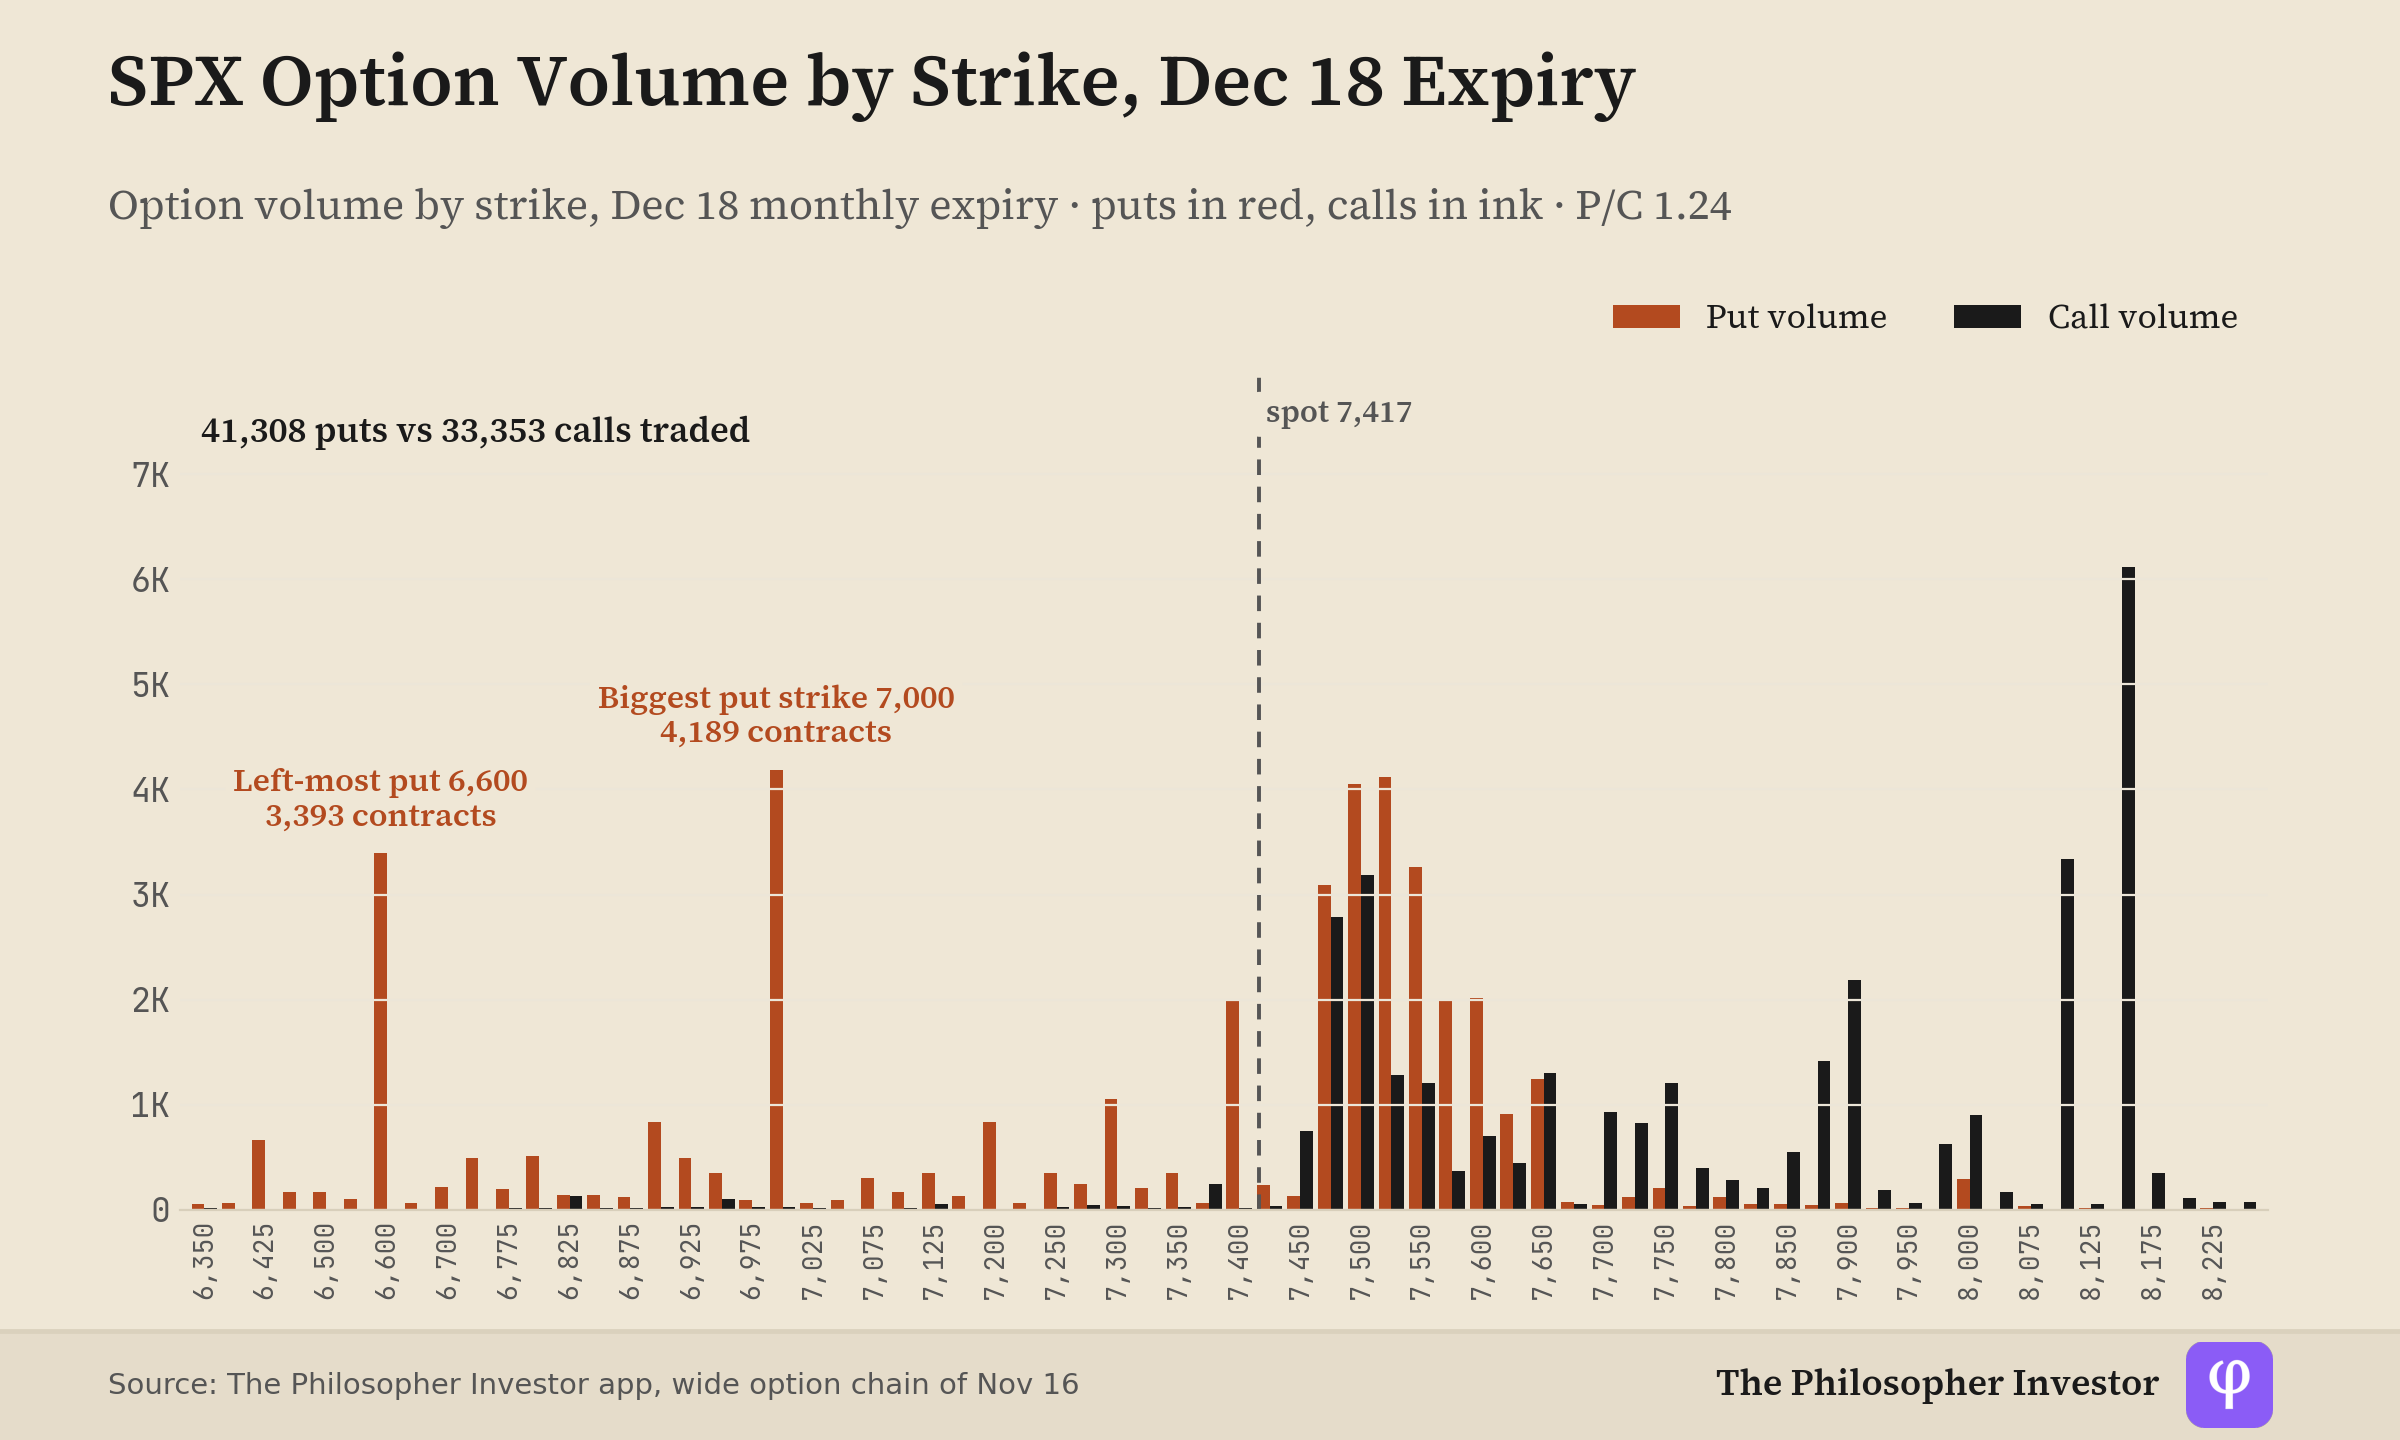 SPX Option Volume by Strike, Dec 18 Expiry
Option volume by strike, Dec 18 monthly expiry · puts in red, calls in ink · P/C 1.24
Put volume
Call volume
spot 7,417
41,308 puts vs 33,353 calls traded
7K
6K
5K
4K
3K
2K
1K
0
Biggest put strike 7,000
4,189 contracts
Left-most put 6,600
3,393 contracts
6,350
6,425
6,500
6,600
6,700
6,775
6,825
6,875
6,925
6,975
7,025
7,075
7,125
7,200
7,250
7,300
7,350
7,400
7,450
7,500
7,550
7,600
7,650
7,700
7,750
7,800
7,850
7,900
7,950
8,000
8,075
8,125
8,175
8,225
Source: The Philosopher Investor app, wide option chain of Nov 16
The Philosopher Investor
φ